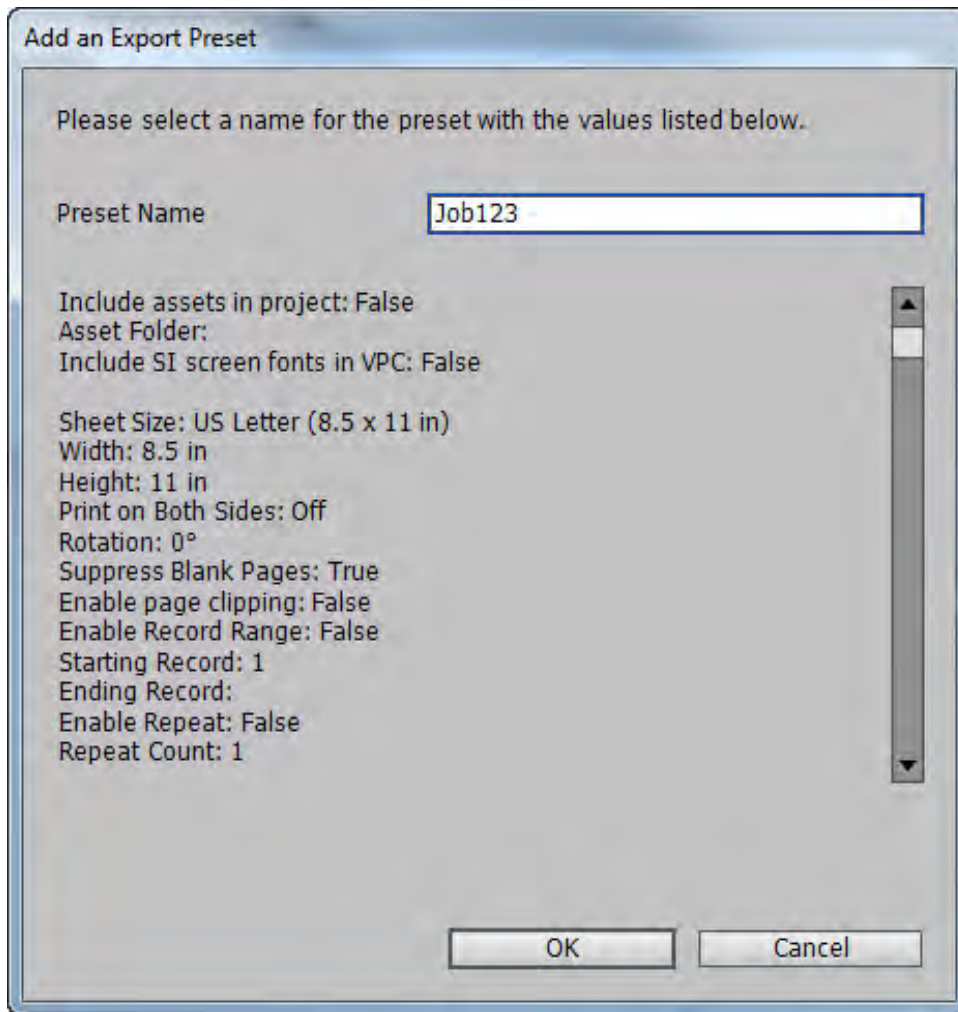 Add an Export Preset
Please select a name for the preset with the values listed below.
Preset Name
Job123
Include assets in project: False
Asset Folder:
Include SI screen fonts in VPC: False
Sheet Size: US Letter (8.5 x 11 in)
Width: 8.5 in
Height: 11 in
Print on Both Sides: Off
Rotation: 0°
Suppress Blank Pages: True
Enable page clipping: False
Enable Record Range: False
Starting Record: 1
Ending Record:
Enable Repeat: False
Repeat Count: 1
OK
Cancel